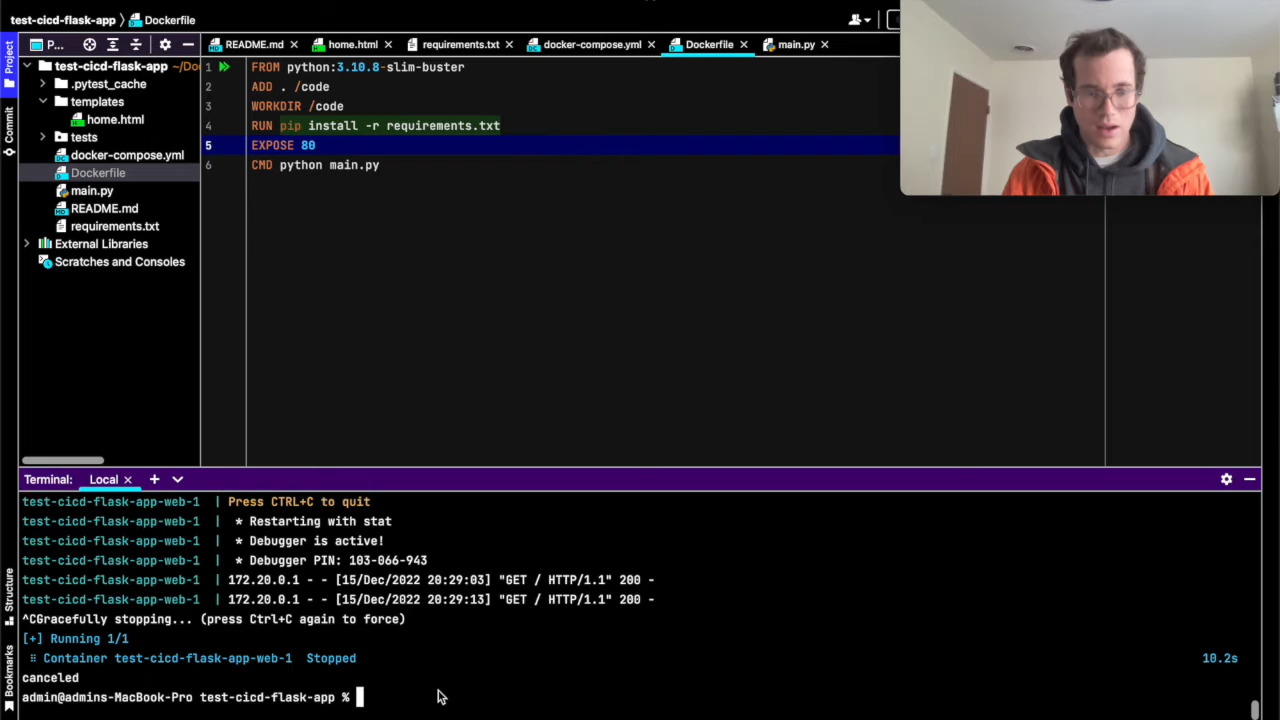 test-cicd-flask-app
Dockerfile
Project
P...
README.md
home.html
requirements.txt
docker-compose.yml
Dockerfile
main.py
test-cicd-flask-app ~/Do
.pytest_cache
templates
home.html
tests
docker-compose.yml
Dockerfile
main.py
README.md
requirements.txt
External Libraries
Scratches and Consoles
Commit
1 FROM python:3.10.8-slim-buster
2 ADD . /code
3 WORKDIR /code
4 RUN pip install -r requirements.txt
5 EXPOSE 80
6 CMD python main.py
Terminal: Local
test-cicd-flask-app-web-1 | Press CTRL+C to quit
test-cicd-flask-app-web-1 | * Restarting with stat
test-cicd-flask-app-web-1 | * Debugger is active!
test-cicd-flask-app-web-1 | * Debugger PIN: 103-066-943
test-cicd-flask-app-web-1 | 172.20.0.1 - - [15/Dec/2022 20:29:03] "GET / HTTP/1.1" 200 -
test-cicd-flask-app-web-1 | 172.20.0.1 - - [15/Dec/2022 20:29:13] "GET / HTTP/1.1" 200 -
^CGracefully stopping... (press Ctrl+C again to force)
[+] Running 1/1
⠿ Container test-cicd-flask-app-web-1 Stopped 10.2s
canceled
admin@admins-MacBook-Pro test-cicd-flask-app %
Structure
Bookmarks